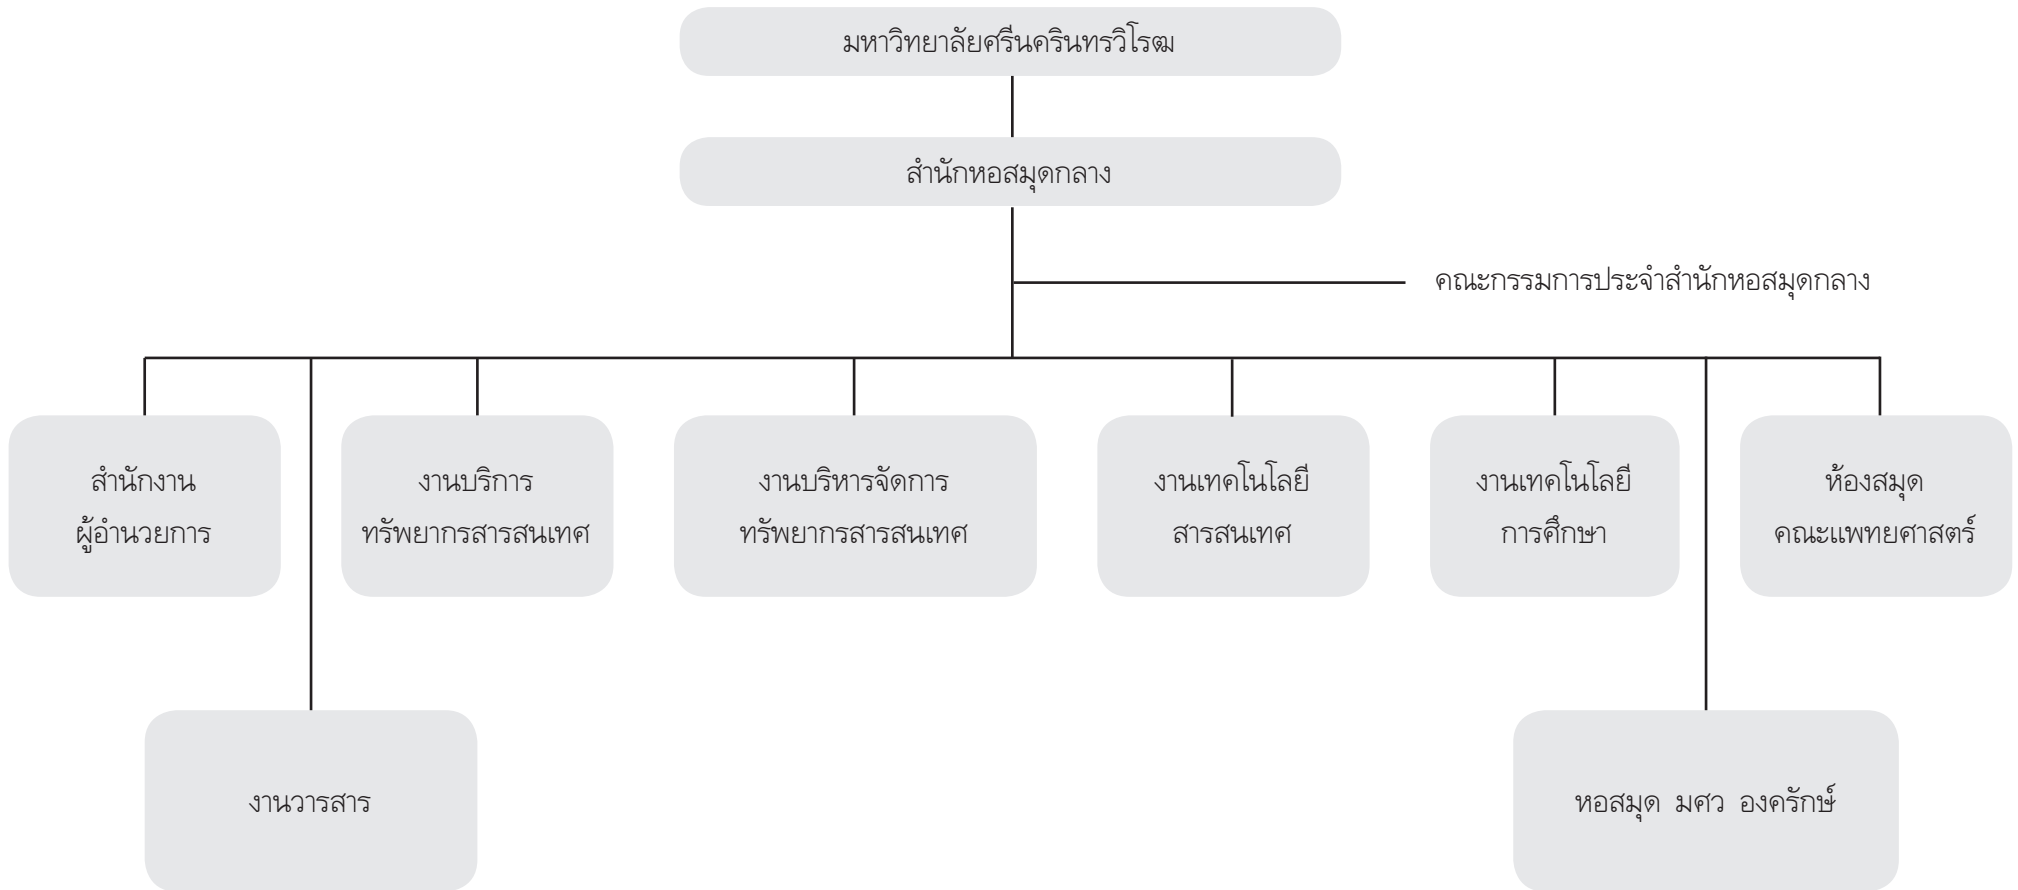 มหาวิทยาลัยศรีนครินทรวิโรฒ
สำนักหอสมุดกลาง
คณะกรรมการประจำสำนักหอสมุดกลาง
สำนักงาน
ผู้อำนวยการ
งานบริการ
ทรัพยากรสารสนเทศ
งานบริหารจัดการ
ทรัพยากรสารสนเทศ
งานเทคโนโลยี
สารสนเทศ
งานเทคโนโลยี
การศึกษา
ห้องสมุด
คณะแพทยศาสตร์
งานวารสาร
หอสมุด มศว องครักษ์